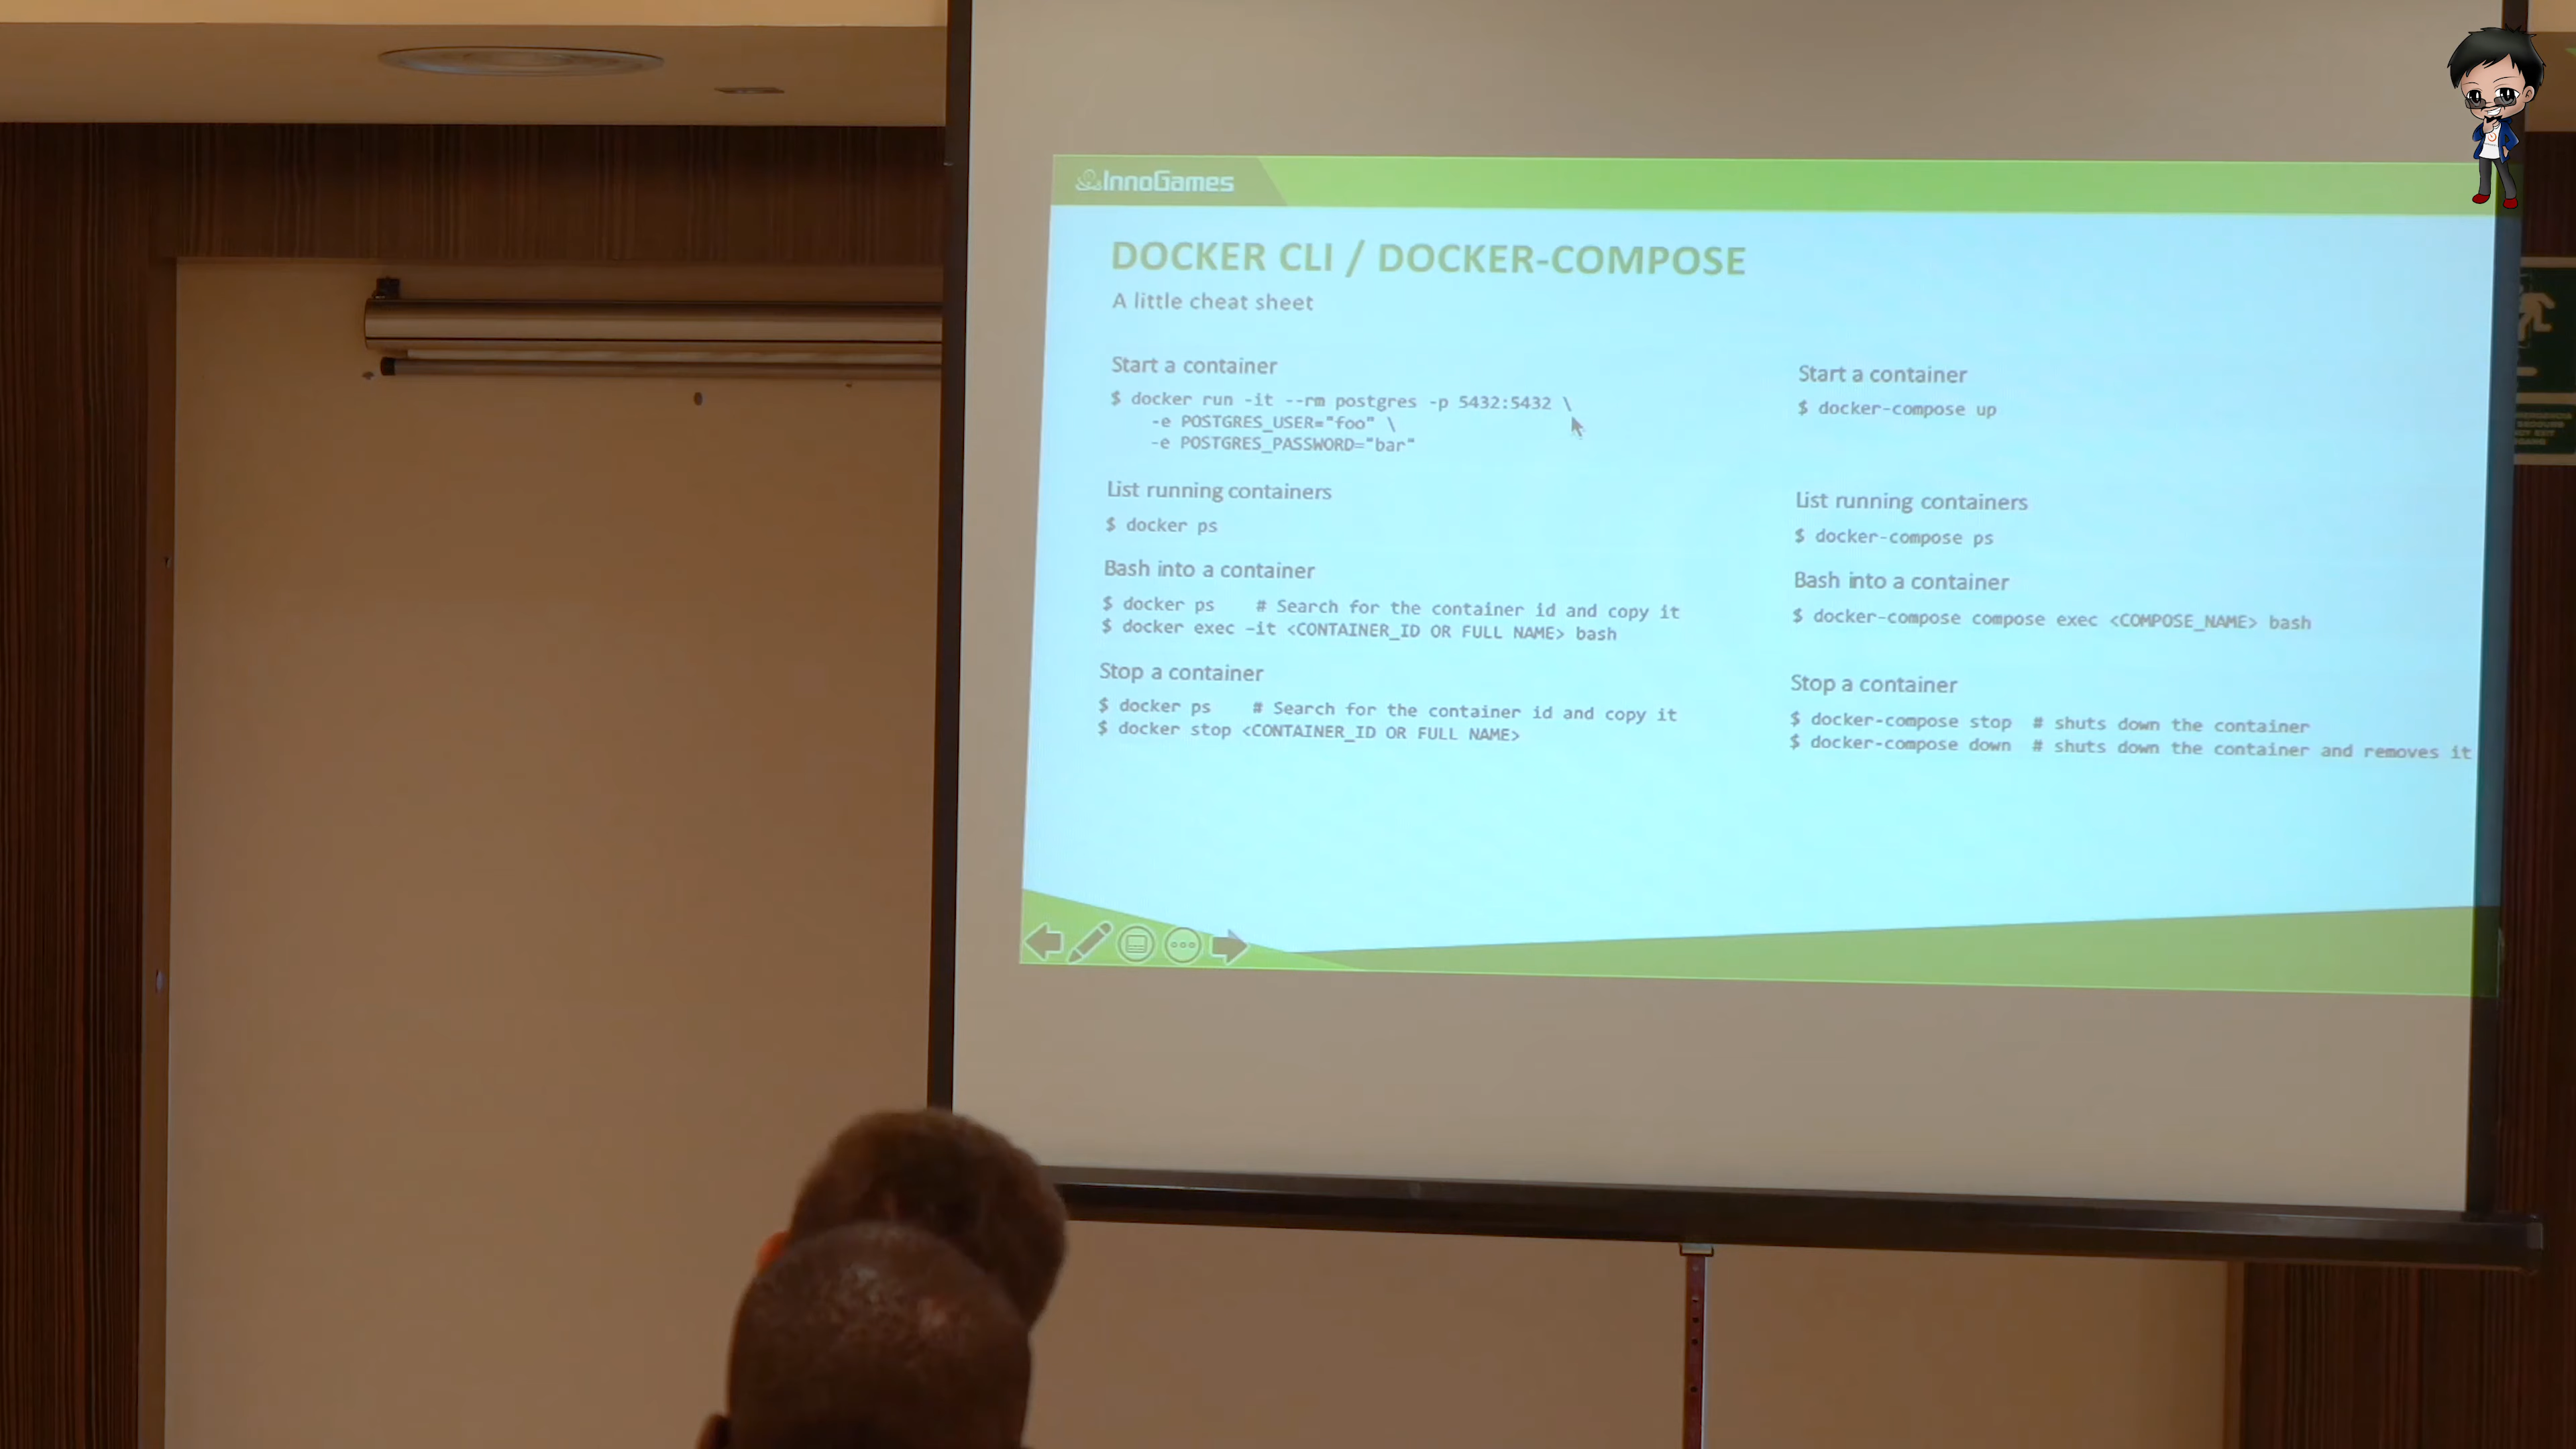 InnoGames
DOCKER CLI / DOCKER-COMPOSE
A little cheat sheet
Start a container
$ docker run -it --rm postgres -p 5432:5432 \
-e POSTGRES_USER="foo" \
-e POSTGRES_PASSWORD="bar"
List running containers
$ docker ps
Bash into a container
$ docker ps # Search for the container id and copy it
$ docker exec -it <CONTAINER_ID OR FULL NAME> bash
Stop a container
$ docker ps # Search for the container id and copy it
$ docker stop <CONTAINER_ID OR FULL NAME>
Start a container
$ docker-compose up
List running containers
$ docker-compose ps
Bash into a container
$ docker-compose compose exec <COMPOSE_NAME> bash
Stop a container
$ docker-compose stop # shuts down the container
$ docker-compose down # shuts down the container and removes it